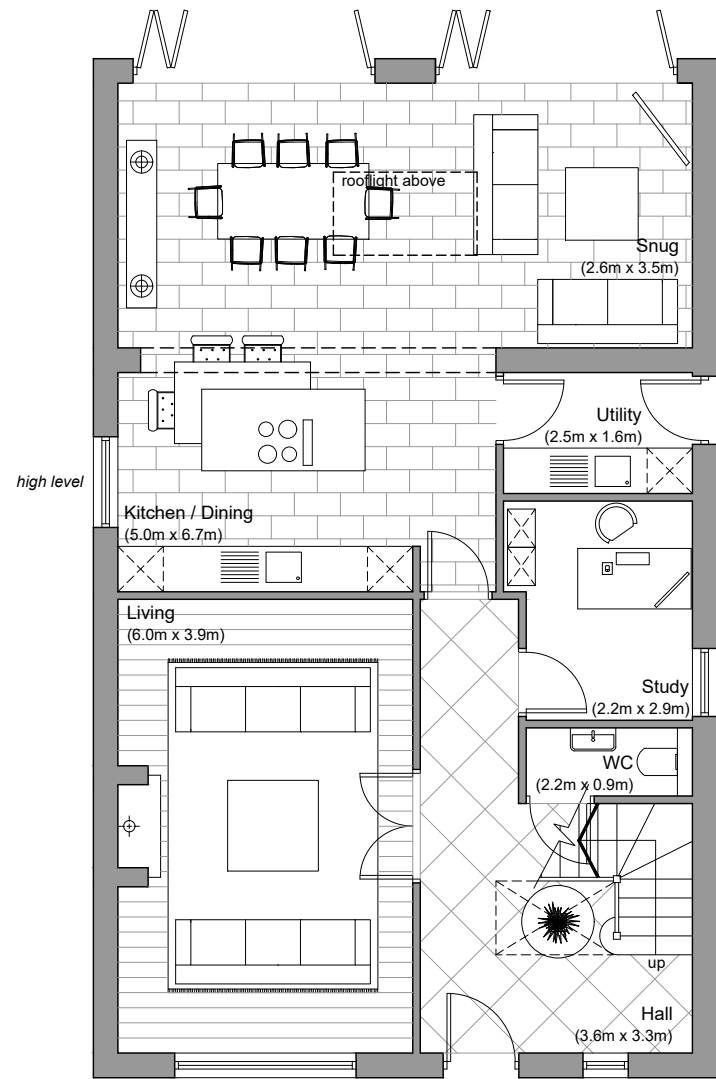 rooflight above
Snug
(2.6m x 3.5m)
Utility
(2.5m x 1.6m)
high level
Kitchen / Dining
(5.0m x 6.7m)
Living
(6.0m x 3.9m)
Study
(2.2m x 2.9m)
WC
(2.2m x 0.9m)
up
Hall
(3.6m x 3.3m)